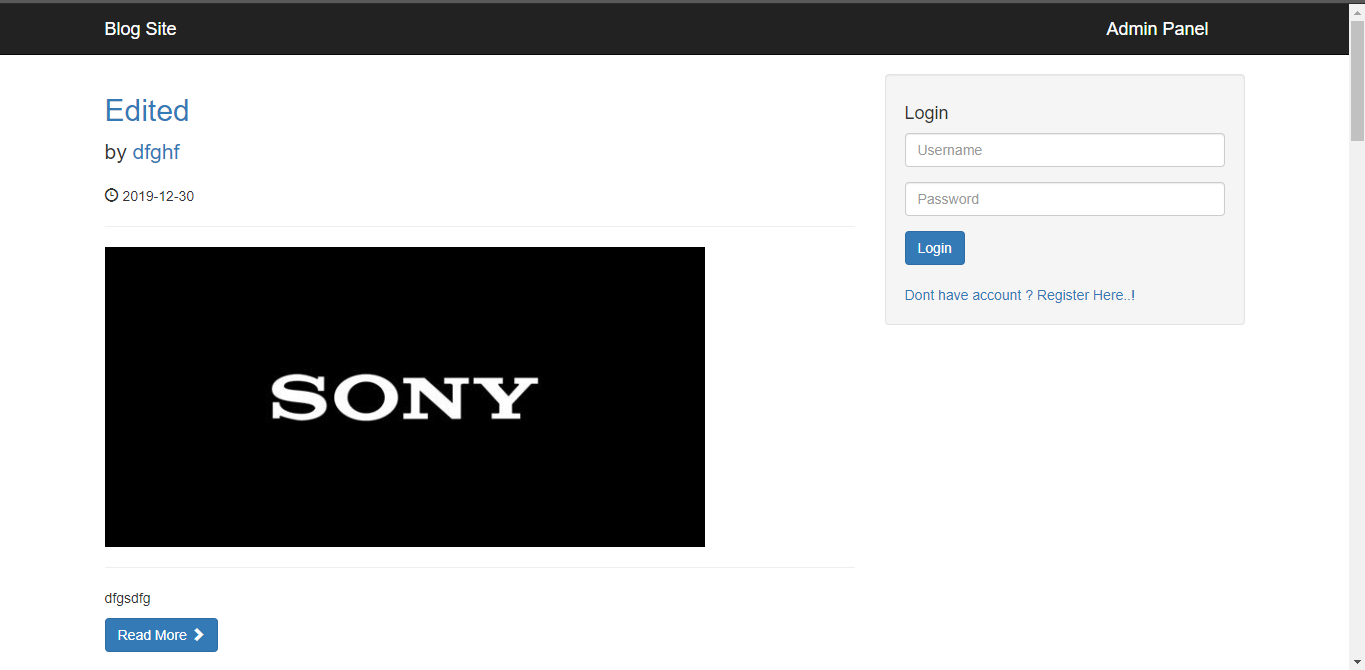 Blog Site
Admin Panel
Edited
by dfghf
2019-12-30
SONY
dfgsdfg
Read More
Login
Username
Password
Login
Dont have account ? Register Here..!